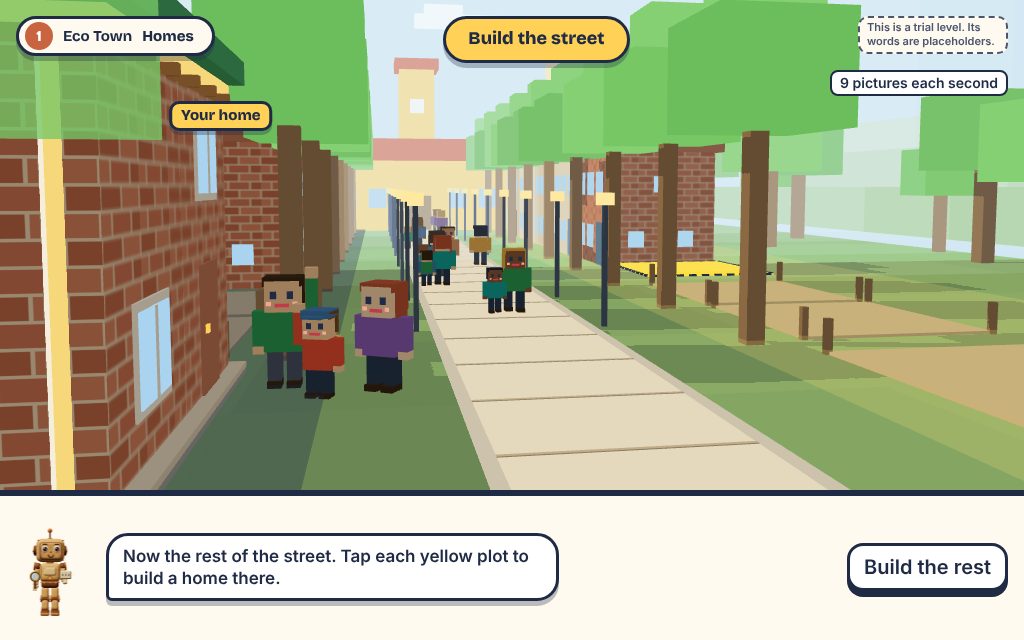 1 Eco Town Homes
Build the street
This is a trial level. Its
words are placeholders.
9 pictures each second
Your home
Now the rest of the street. Tap each yellow plot to
build a home there.
Build the rest